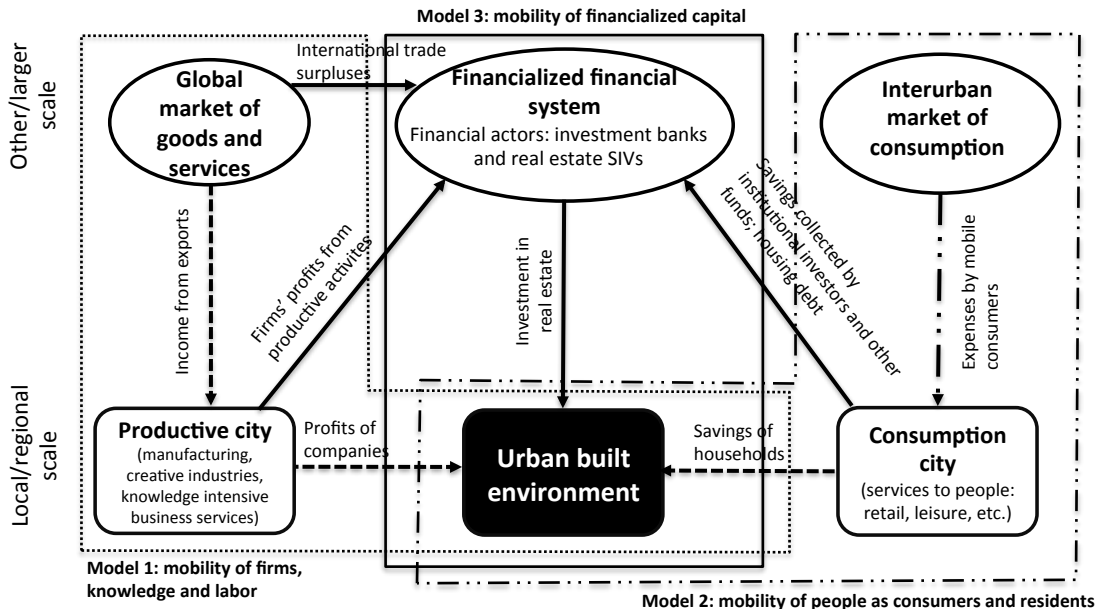 Model 3: mobility of financialized capital
Other/larger
scale
Global
market of
goods and
services
International trade
surpluses
Financialized financial
system
Financial actors: investment banks
and real estate SIVs
Interurban
market of
consumption
Income from exports
Firms' profits from
productive activites
Investment in
real estate
Savings collected by
institutional investors and other
funds; housing debt
Expenses by mobile
consumers
Local/regional
scale
Productive city
(manufacturing,
creative industries,
knowledge intensive
business services)
Profits of
companies
Urban built
environment
Savings of
households
Consumption
city
(services to people:
retail, leisure, etc.)
Model 1: mobility of firms,
knowledge and labor
Model 2: mobility of people as consumers and residents